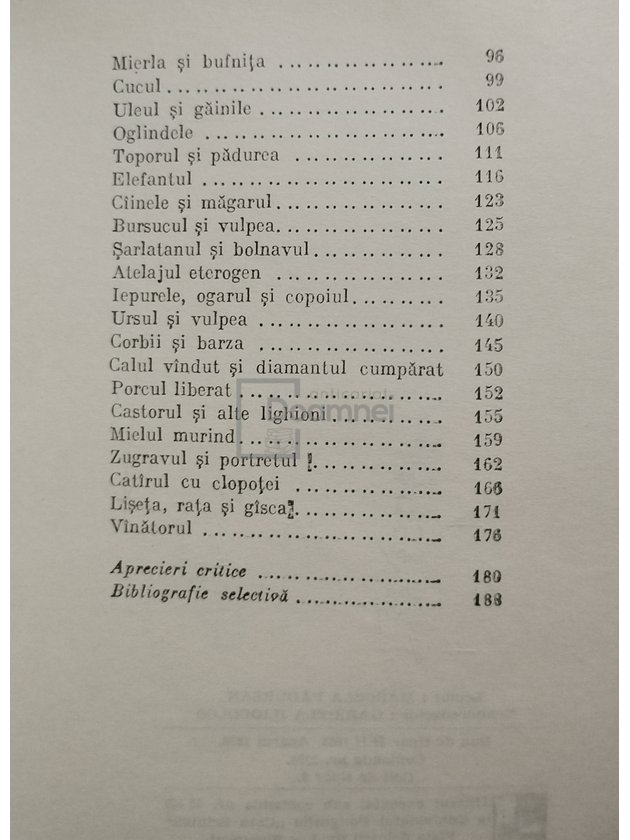 Mierla și bufnița ..................... 96
Cucul................................. 99
Uleul și găinile....................... 102
Oglindele ............................. 106
Toporul și pădurea .................... 111
Elefantul ............................. 116
Cîinele și măgarul..................... 123
Bursucul și vulpea..................... 125
Șarlatanul și bolnavul................. 128
Atelajul eterogen ..................... 132
Iepurele, ogarul și copoiul............ 135
Ursul și vulpea ....................... 140
Corbii și barza ....................... 145
Calul vîndut și diamantul cumpărat 150
Porcul liberat ........................ 152
Castorul și alte lighioni.............. 155
Mielul murind.......................... 159
Zugravul și portretul ................. 162
Catîrul cu clopoței ................... 166
Lișeța, rața și gîsca.................. 171
Vînătorul ............................. 176
Aprecieri critice ..................... 180
Bibliografie selectivă ................ 188
anticariat
Doamnei